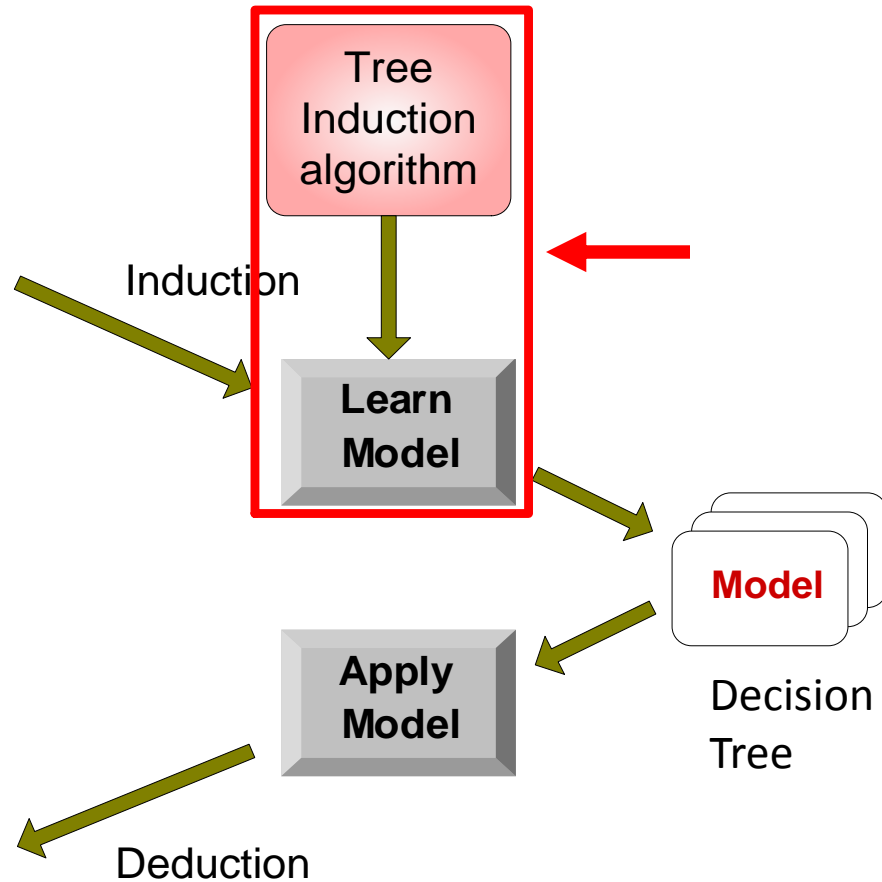 Tree
Induction
algorithm
Induction
Learn
Model
Model
Decision
Tree
Apply
Model
Deduction